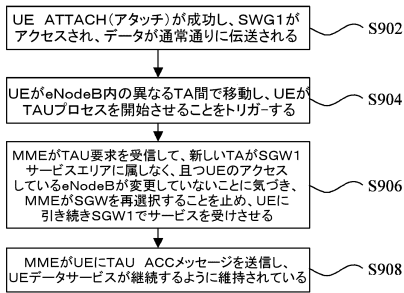 UE ATTACH(アタッチ)が成功し、SWG1が
アクセスされ、データが通常通りに伝送される
S902
UEがeNodeB内の異なるTA間で移動し、UEが
TAUプロセスを開始させることをトリガーする
S904
MMEがTAU要求を受信して、新しいTAがSGW1
サービスエリアに属しなく、且つUEのアクセス
しているeNodeBが変更していないことに気づき、
MMEがSGWを再選択することを止め、UEに
引き続きSGW1でサービスを受けさせる
S906
MMEがUEにTAU ACCメッセージを送信し、
UEデータサービスが継続するように維持されている
S908